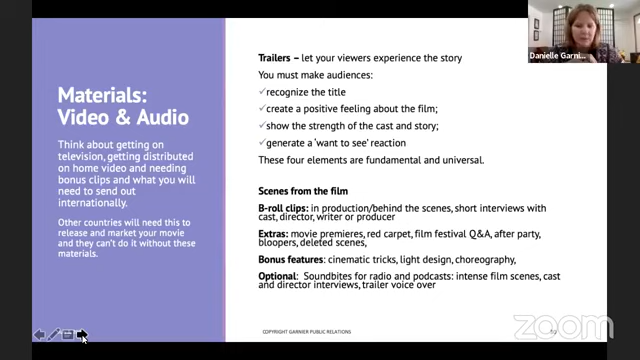 Materials:
Video & Audio
Think about getting on
television, getting distributed
on home video and needing
bonus clips and what you will
need to send out
internationally.
Other countries will need this to
release and market your movie
and they can't do it without these
materials.
Trailers – let your viewers experience the story
You must make audiences:
✓recognize the title
✓create a positive feeling about the film;
✓show the strength of the cast and story;
✓generate a 'want to see' reaction
These four elements are fundamental and universal.
Scenes from the film
B-roll clips: in production/behind the scenes, short interviews with
cast, director, writer or producer
Extras: movie premieres, red carpet, film festival Q&A, after party,
bloopers, deleted scenes,
Bonus features: cinematic tricks, light design, choreography,
Optional: Soundbites for radio and podcasts: intense film scenes, cast
and director interviews, trailer voice over
COPYRIGHT GARNIER PUBLIC RELATIONS
Danielle Garni...
zoom